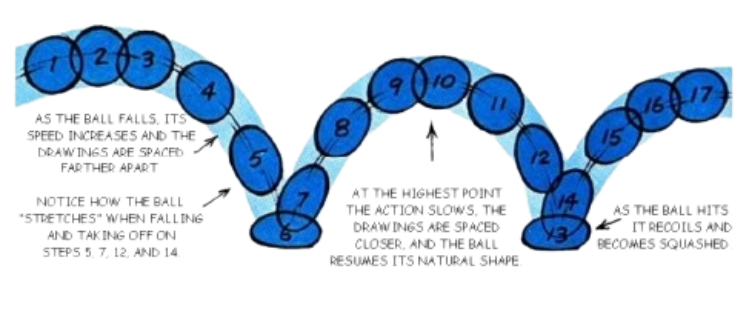 1 2 3 4 5 6 7 8 9 10 11 12 13 14 15 16 17
AS THE BALL FALLS, ITS
SPEED INCREASES AND THE
DRAWINGS ARE SPACED
FARTHER APART
NOTICE HOW THE BALL
"STRETCHES" WHEN FALLING
AND TAKING OFF ON
STEPS 5, 7, 12, AND 14.
AT THE HIGHEST POINT
THE ACTION SLOWS, THE
DRAWINGS ARE SPACED
CLOSER, AND THE BALL
RESUMES ITS NATURAL SHAPE.
AS THE BALL HITS
IT RECOILS AND
BECOMES SQUASHED.